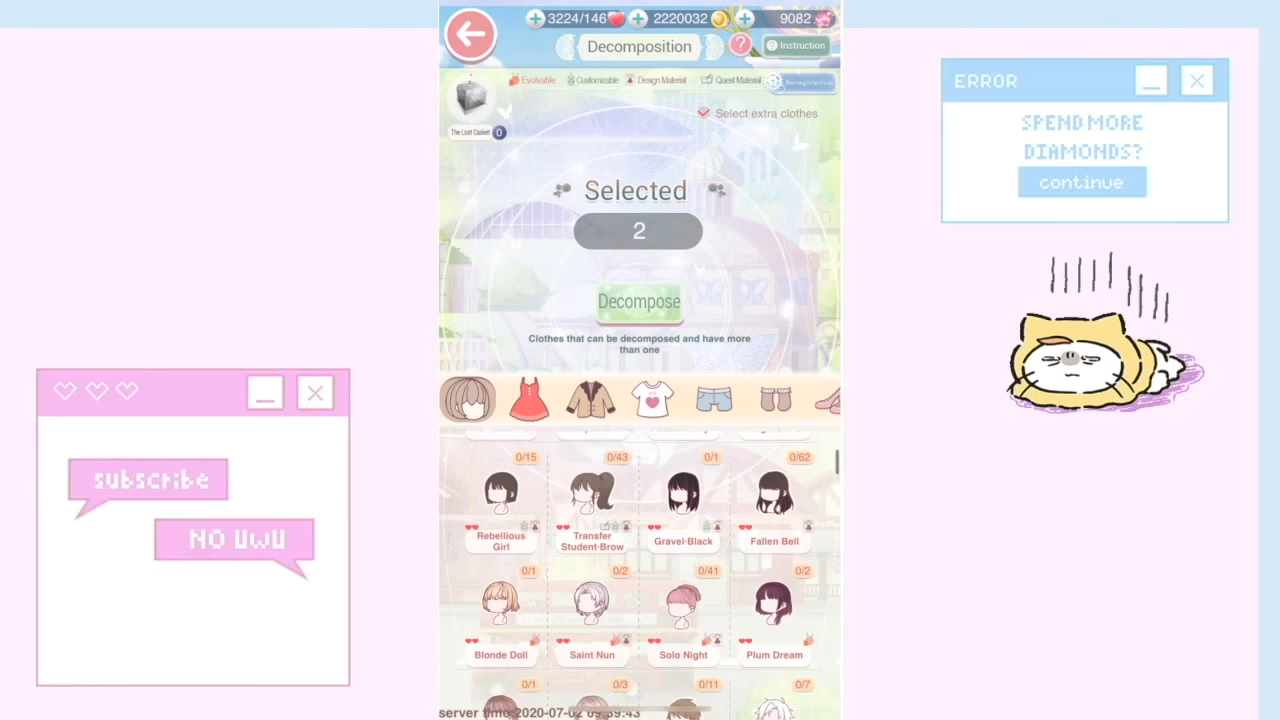 3224/146
2220032
9082
Decomposition
?
? Instruction
Evolvable
Customizable
Design Material
Quest Material
Deconstruction
The Lost Casket 0
Select extra clothes
Selected
2
Decompose
Clothes that can be decomposed and have more
than one
0/15
0/43
0/1
0/62
Rebellious
Girl
Transfer
Student·Brow
Gravel·Black
Fallen Bell
0/1
0/2
0/41
0/2
Blonde Doll
Saint Nun
Solo Night
Plum Dream
0/1
0/3
0/11
0/7
server time:2020-07-02 09:39:43
ERROR
SPEND MORE
DIAMONDS?
continue
subscribe
NO UwU